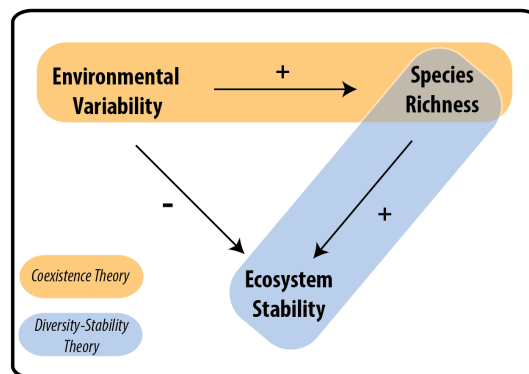 Environmental
Variability
+
Species
Richness
-
+
Ecosystem
Stability
Coexistence Theory
Diversity-Stability
Theory